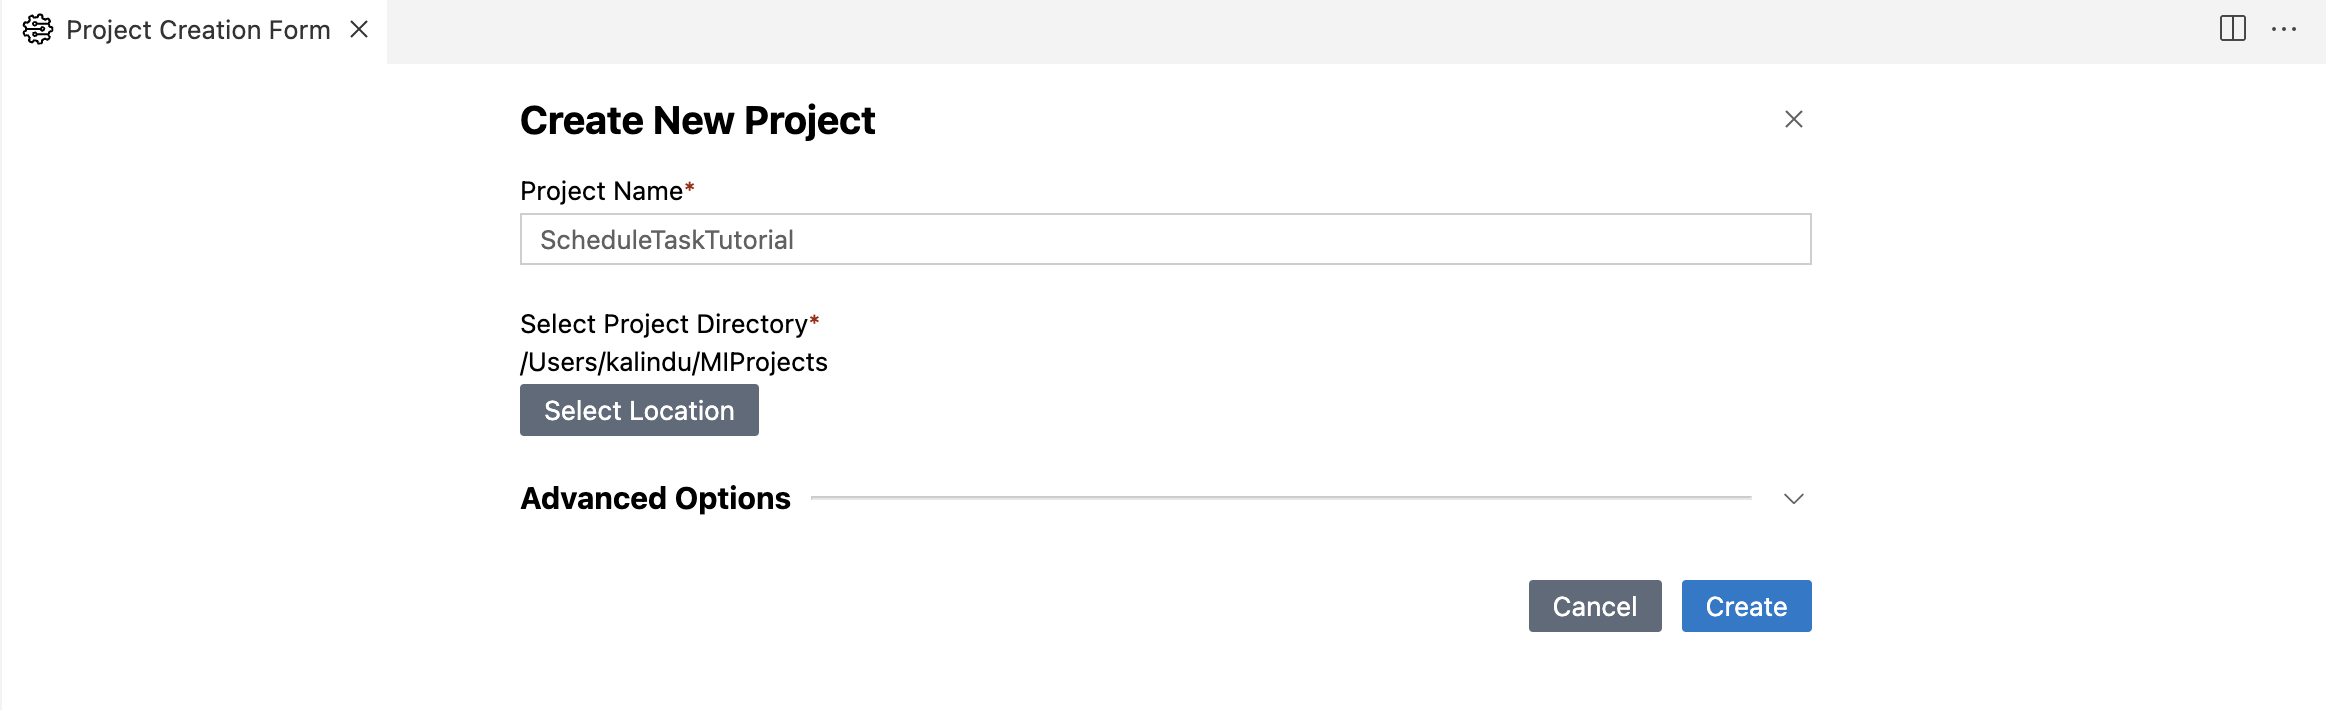 Project Creation Form
Create New Project
Project Name*
ScheduleTaskTutorial
Select Project Directory*
/Users/kalindu/MIProjects
Select Location
Advanced Options
Cancel
Create